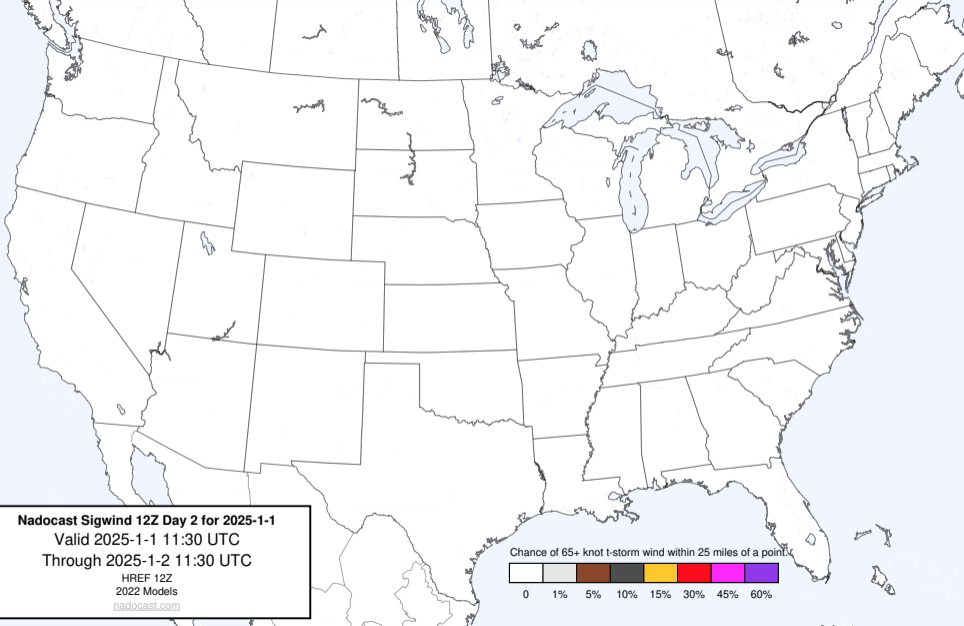 Nadocast Sigwind 12Z Day 2 for 2025-1-1
Valid 2025-1-1 11:30 UTC
Through 2025-1-2 11:30 UTC
HREF 12Z
2022 Models
nadocast.com
Chance of 65+ knot t-storm wind within 25 miles of a point.
0 1% 5% 10% 15% 30% 45% 60%